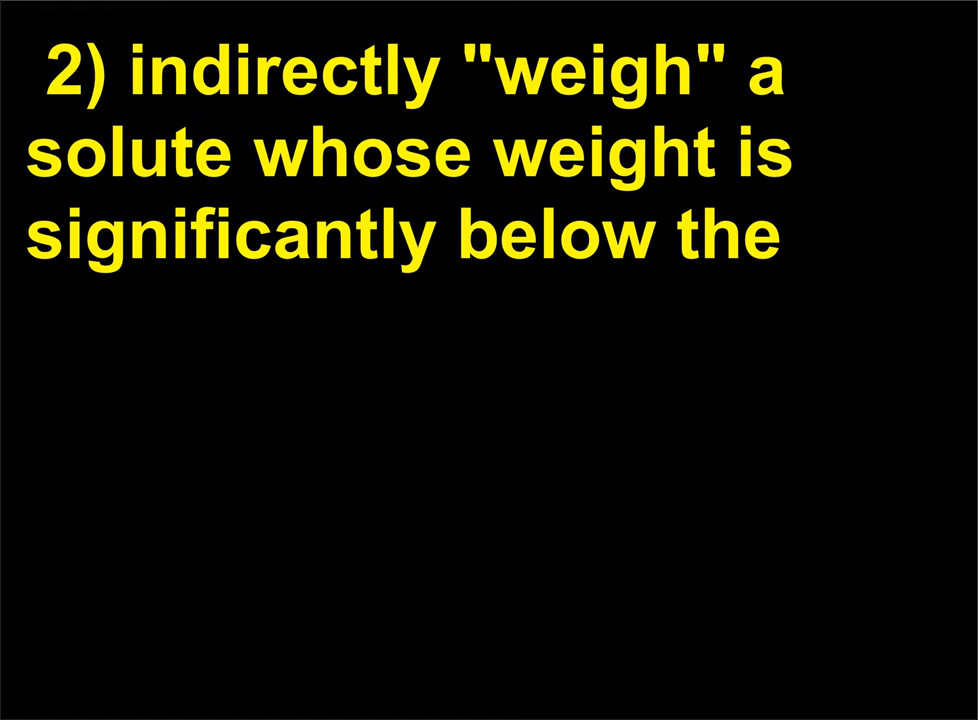 2) indirectly "weigh" a
solute whose weight is
significantly below the